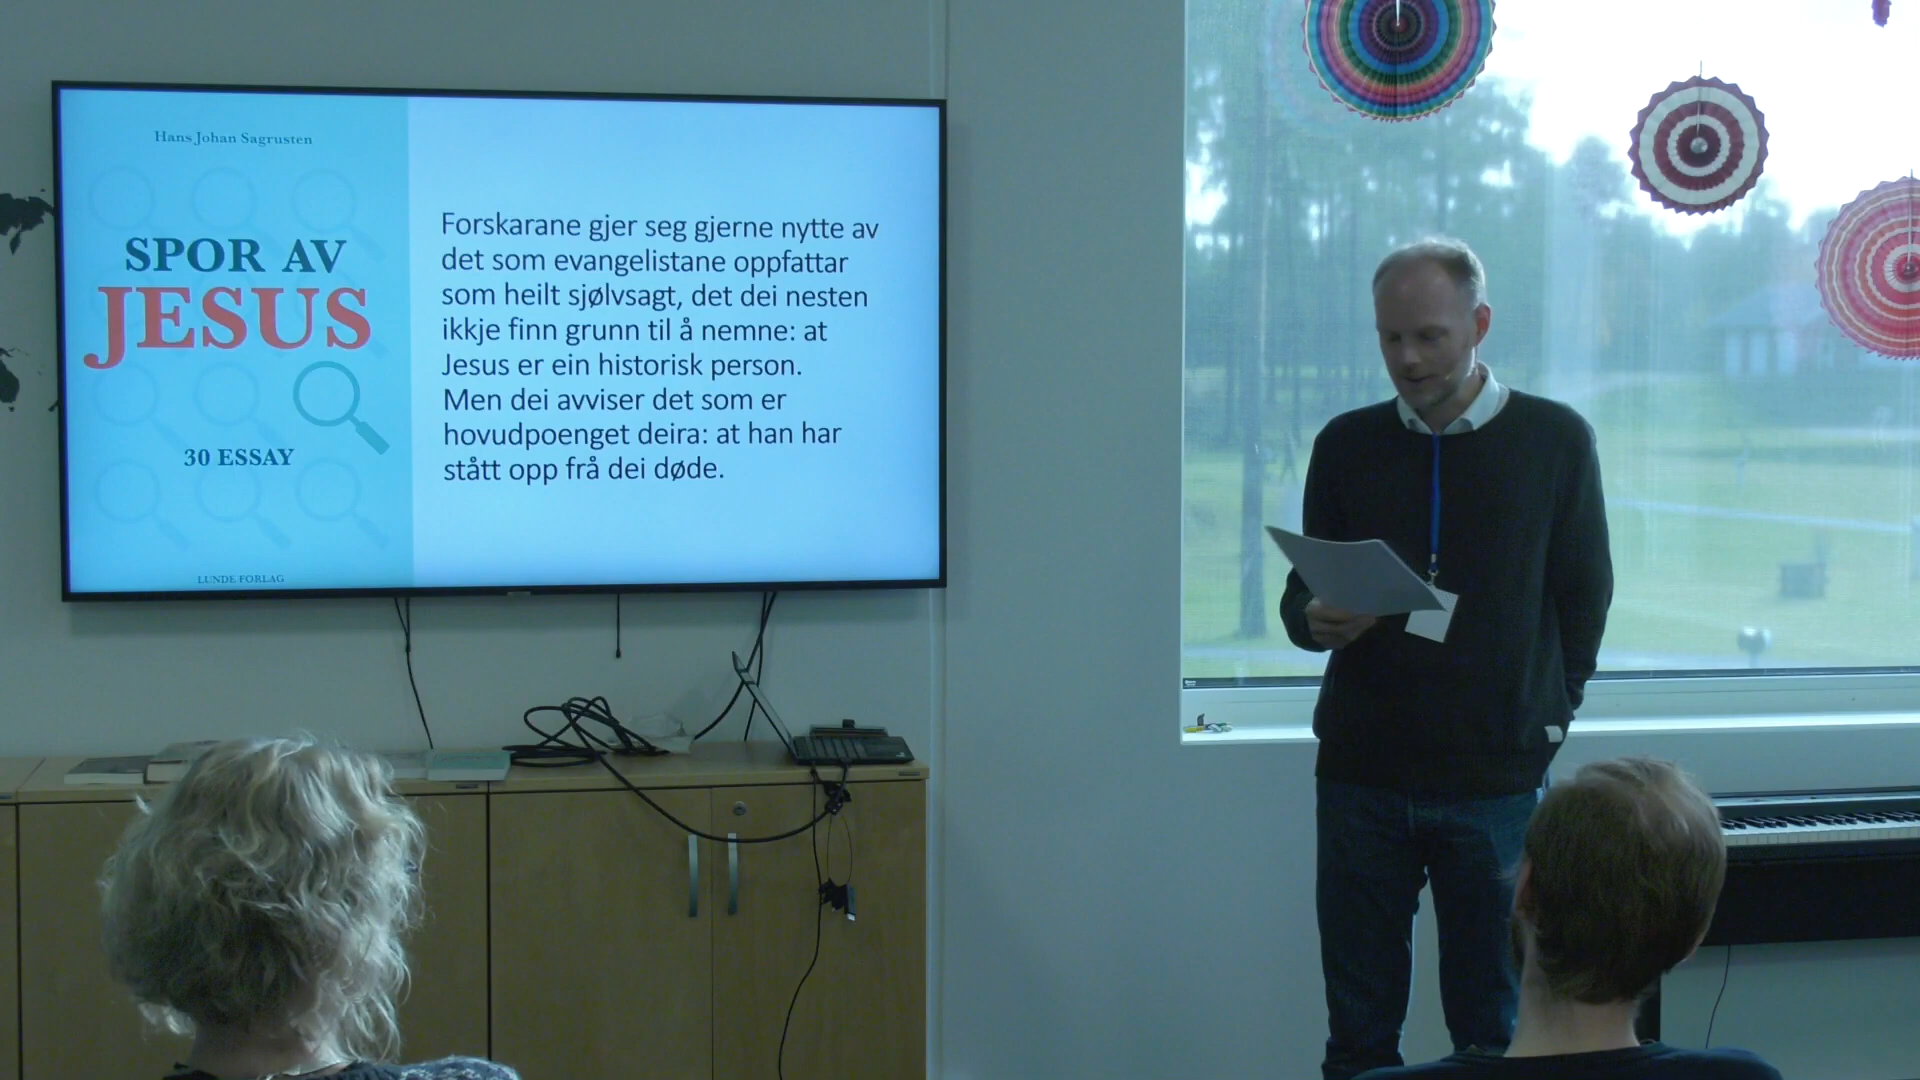 Hans Johan Sagrusten
SPOR AV
JESUS
30 ESSAY
LUNDE FORLAG
Forskarane gjer seg gjerne nytte av
det som evangelistane oppfattar
som heilt sjølvsagt, det dei nesten
ikkje finn grunn til å nemne: at
Jesus er ein historisk person.
Men dei avviser det som er
hovudpoenget deira: at han har
stått opp frå dei døde.